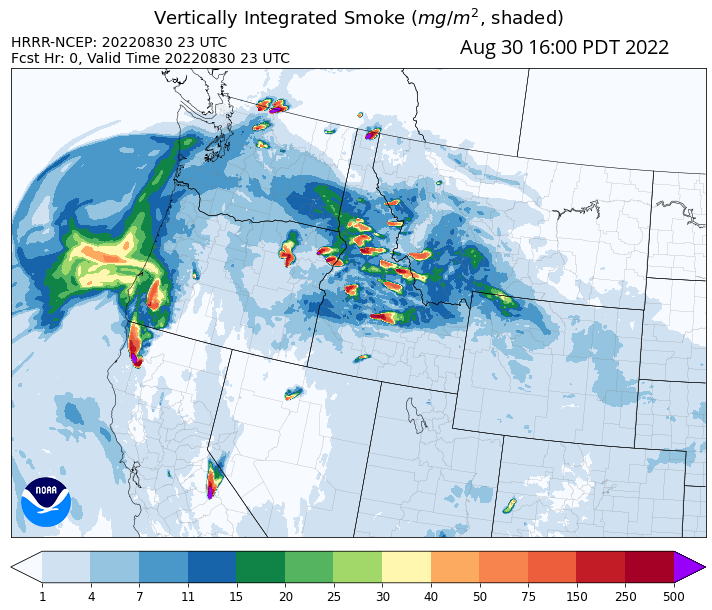 Vertically Integrated Smoke (mg/m², shaded)
HRRR-NCEP: 20220830 23 UTC
Aug 30 16:00 PDT 2022
Fcst Hr: 0, Valid Time 20220830 23 UTC
NOAA
1 4 7 11 15 20 25 30 40 50 75 150 250 500